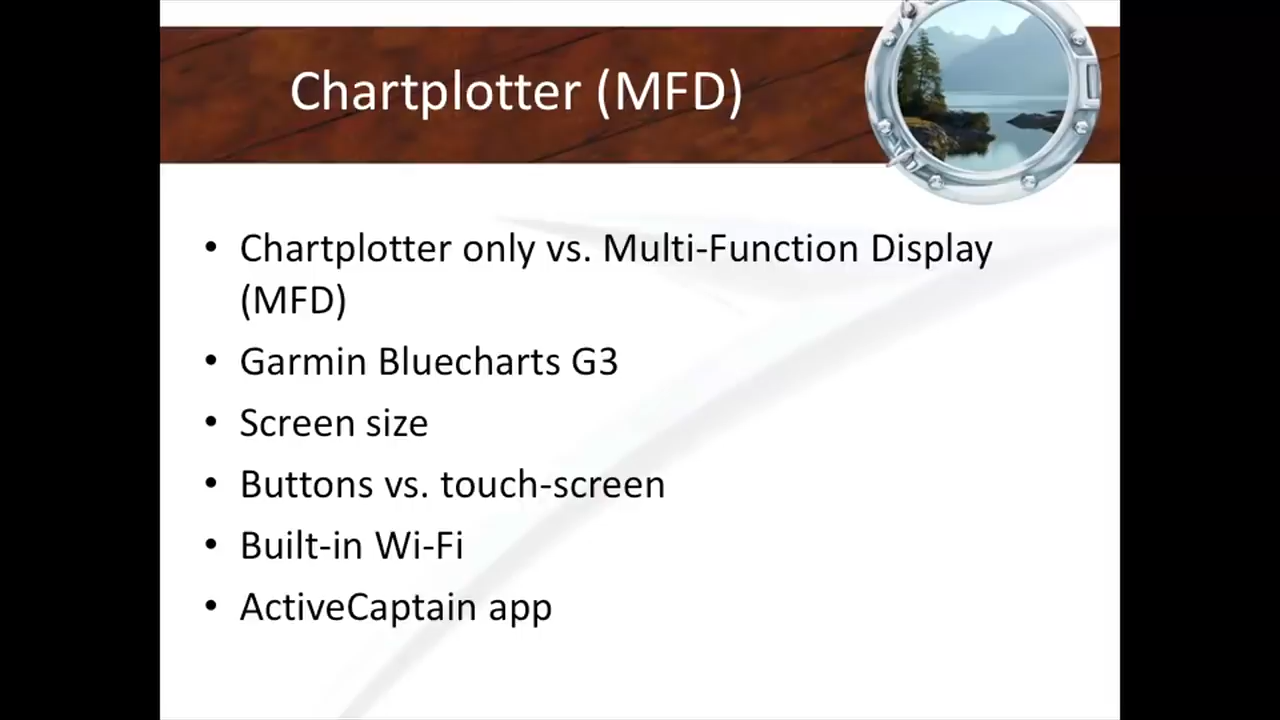 Chartplotter (MFD)
• Chartplotter only vs. Multi-Function Display
(MFD)
• Garmin Bluecharts G3
• Screen size
• Buttons vs. touch-screen
• Built-in Wi-Fi
• ActiveCaptain app